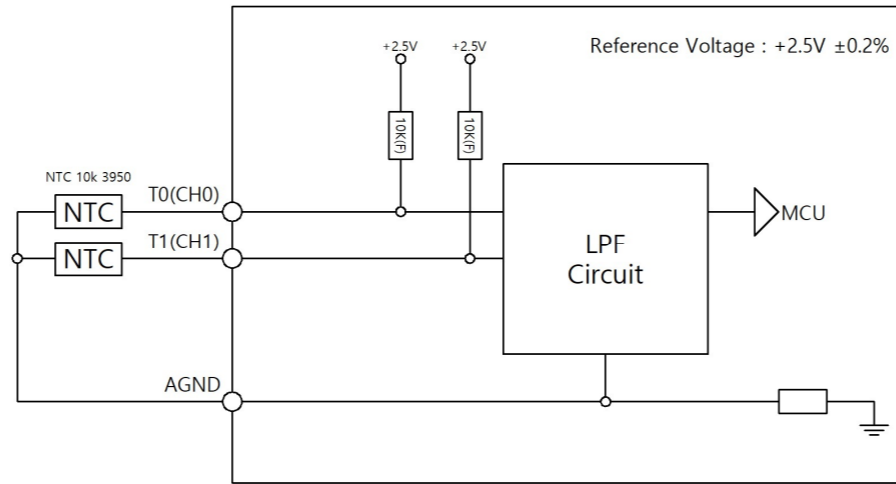 +2.5V
+2.5V
Reference Voltage : +2.5V ±0.2%
10K(F)
10K(F)
NTC 10k 3950
T0(CH0)
NTC
MCU
T1(CH1)
NTC
LPF
Circuit
AGND